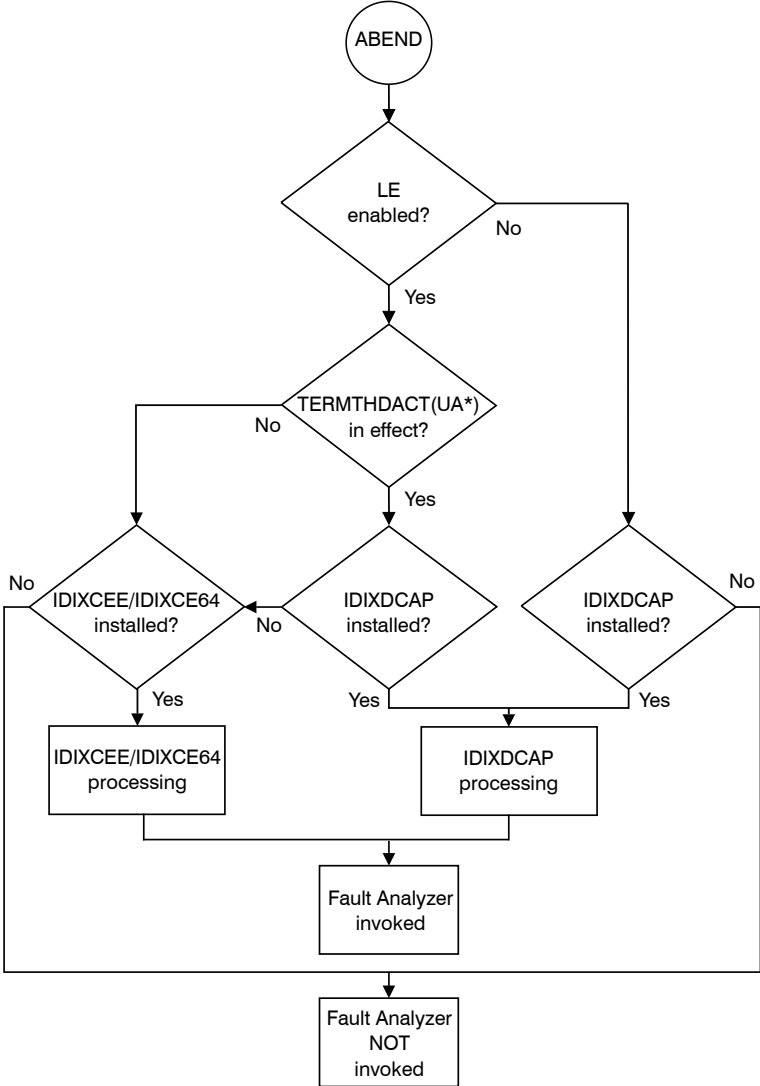 ABEND
LE
enabled?
No
Yes
TERMTHDACT(UA*)
in effect?
No
Yes
No
IDIXCEE/IDIXCE64
installed?
No
IDIXDCAP
installed?
IDIXDCAP
installed?
No
Yes
Yes
Yes
IDIXCEE/IDIXCE64
processing
IDIXDCAP
processing
Fault Analyzer
invoked
Fault Analyzer
NOT
invoked